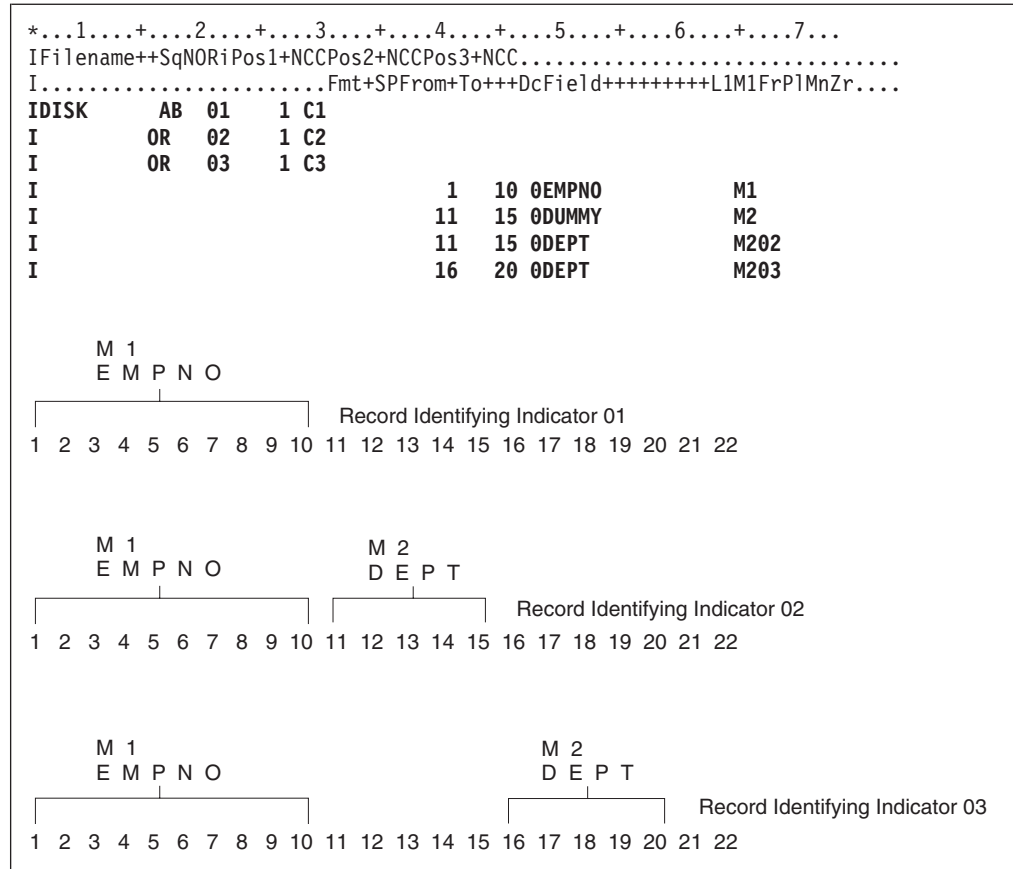 *...1....+....2....+....3....+....4....+....5....+....6....+....7...
IFilename++SqNORiPos1+NCCPos2+NCCPos3+NCC................................
I........................Fmt+SPFrom+To+++DcField+++++++++L1M1FrPlMnZr....
IDISK      AB  01     1 C1
I         OR   02     1 C2
I         OR   03     1 C3
I                                  1   10 0EMPNO         M1
I                                 11   15 0DUMMY         M2
I                                 11   15 0DEPT          M202
I                                 16   20 0DEPT          M203
M 1
E M P N O
Record Identifying Indicator 01
1 2 3 4 5 6 7 8 9 10 11 12 13 14 15 16 17 18 19 20 21 22
M 1 M 2
E M P N O D E P T
Record Identifying Indicator 02
1 2 3 4 5 6 7 8 9 10 11 12 13 14 15 16 17 18 19 20 21 22
M 1 M 2
E M P N O D E P T
Record Identifying Indicator 03
1 2 3 4 5 6 7 8 9 10 11 12 13 14 15 16 17 18 19 20 21 22